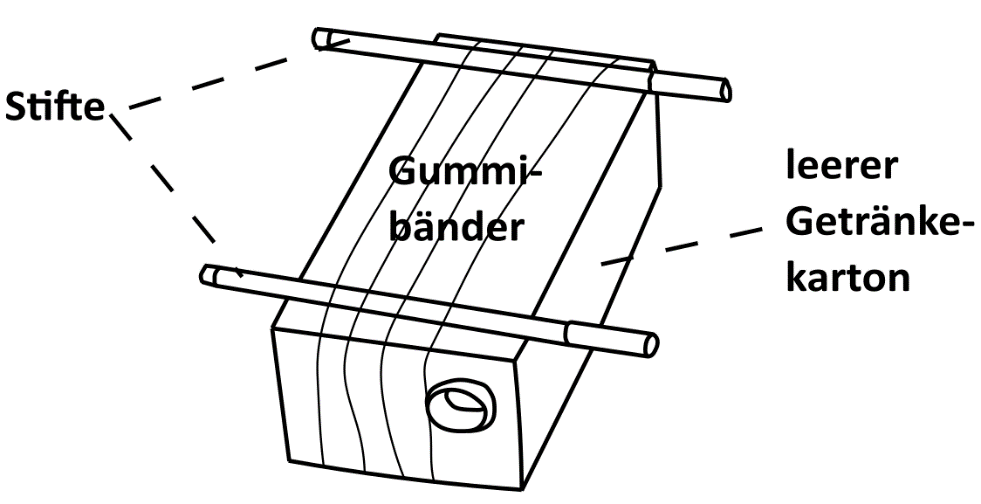 Stifte
Gummi-
bänder
leerer
Getränke-
karton